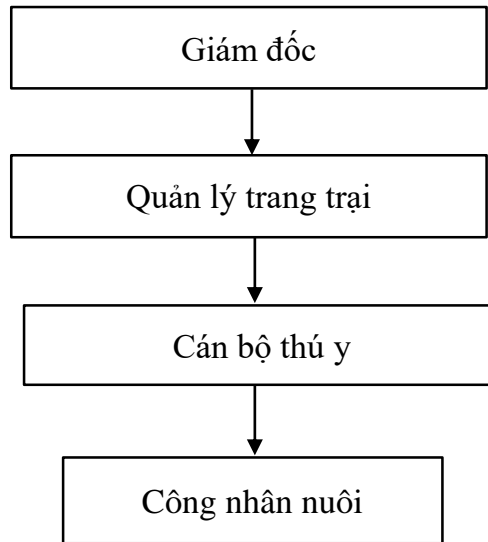 Giám đốc
Quản lý trang trại
Cán bộ thú y
Công nhân nuôi